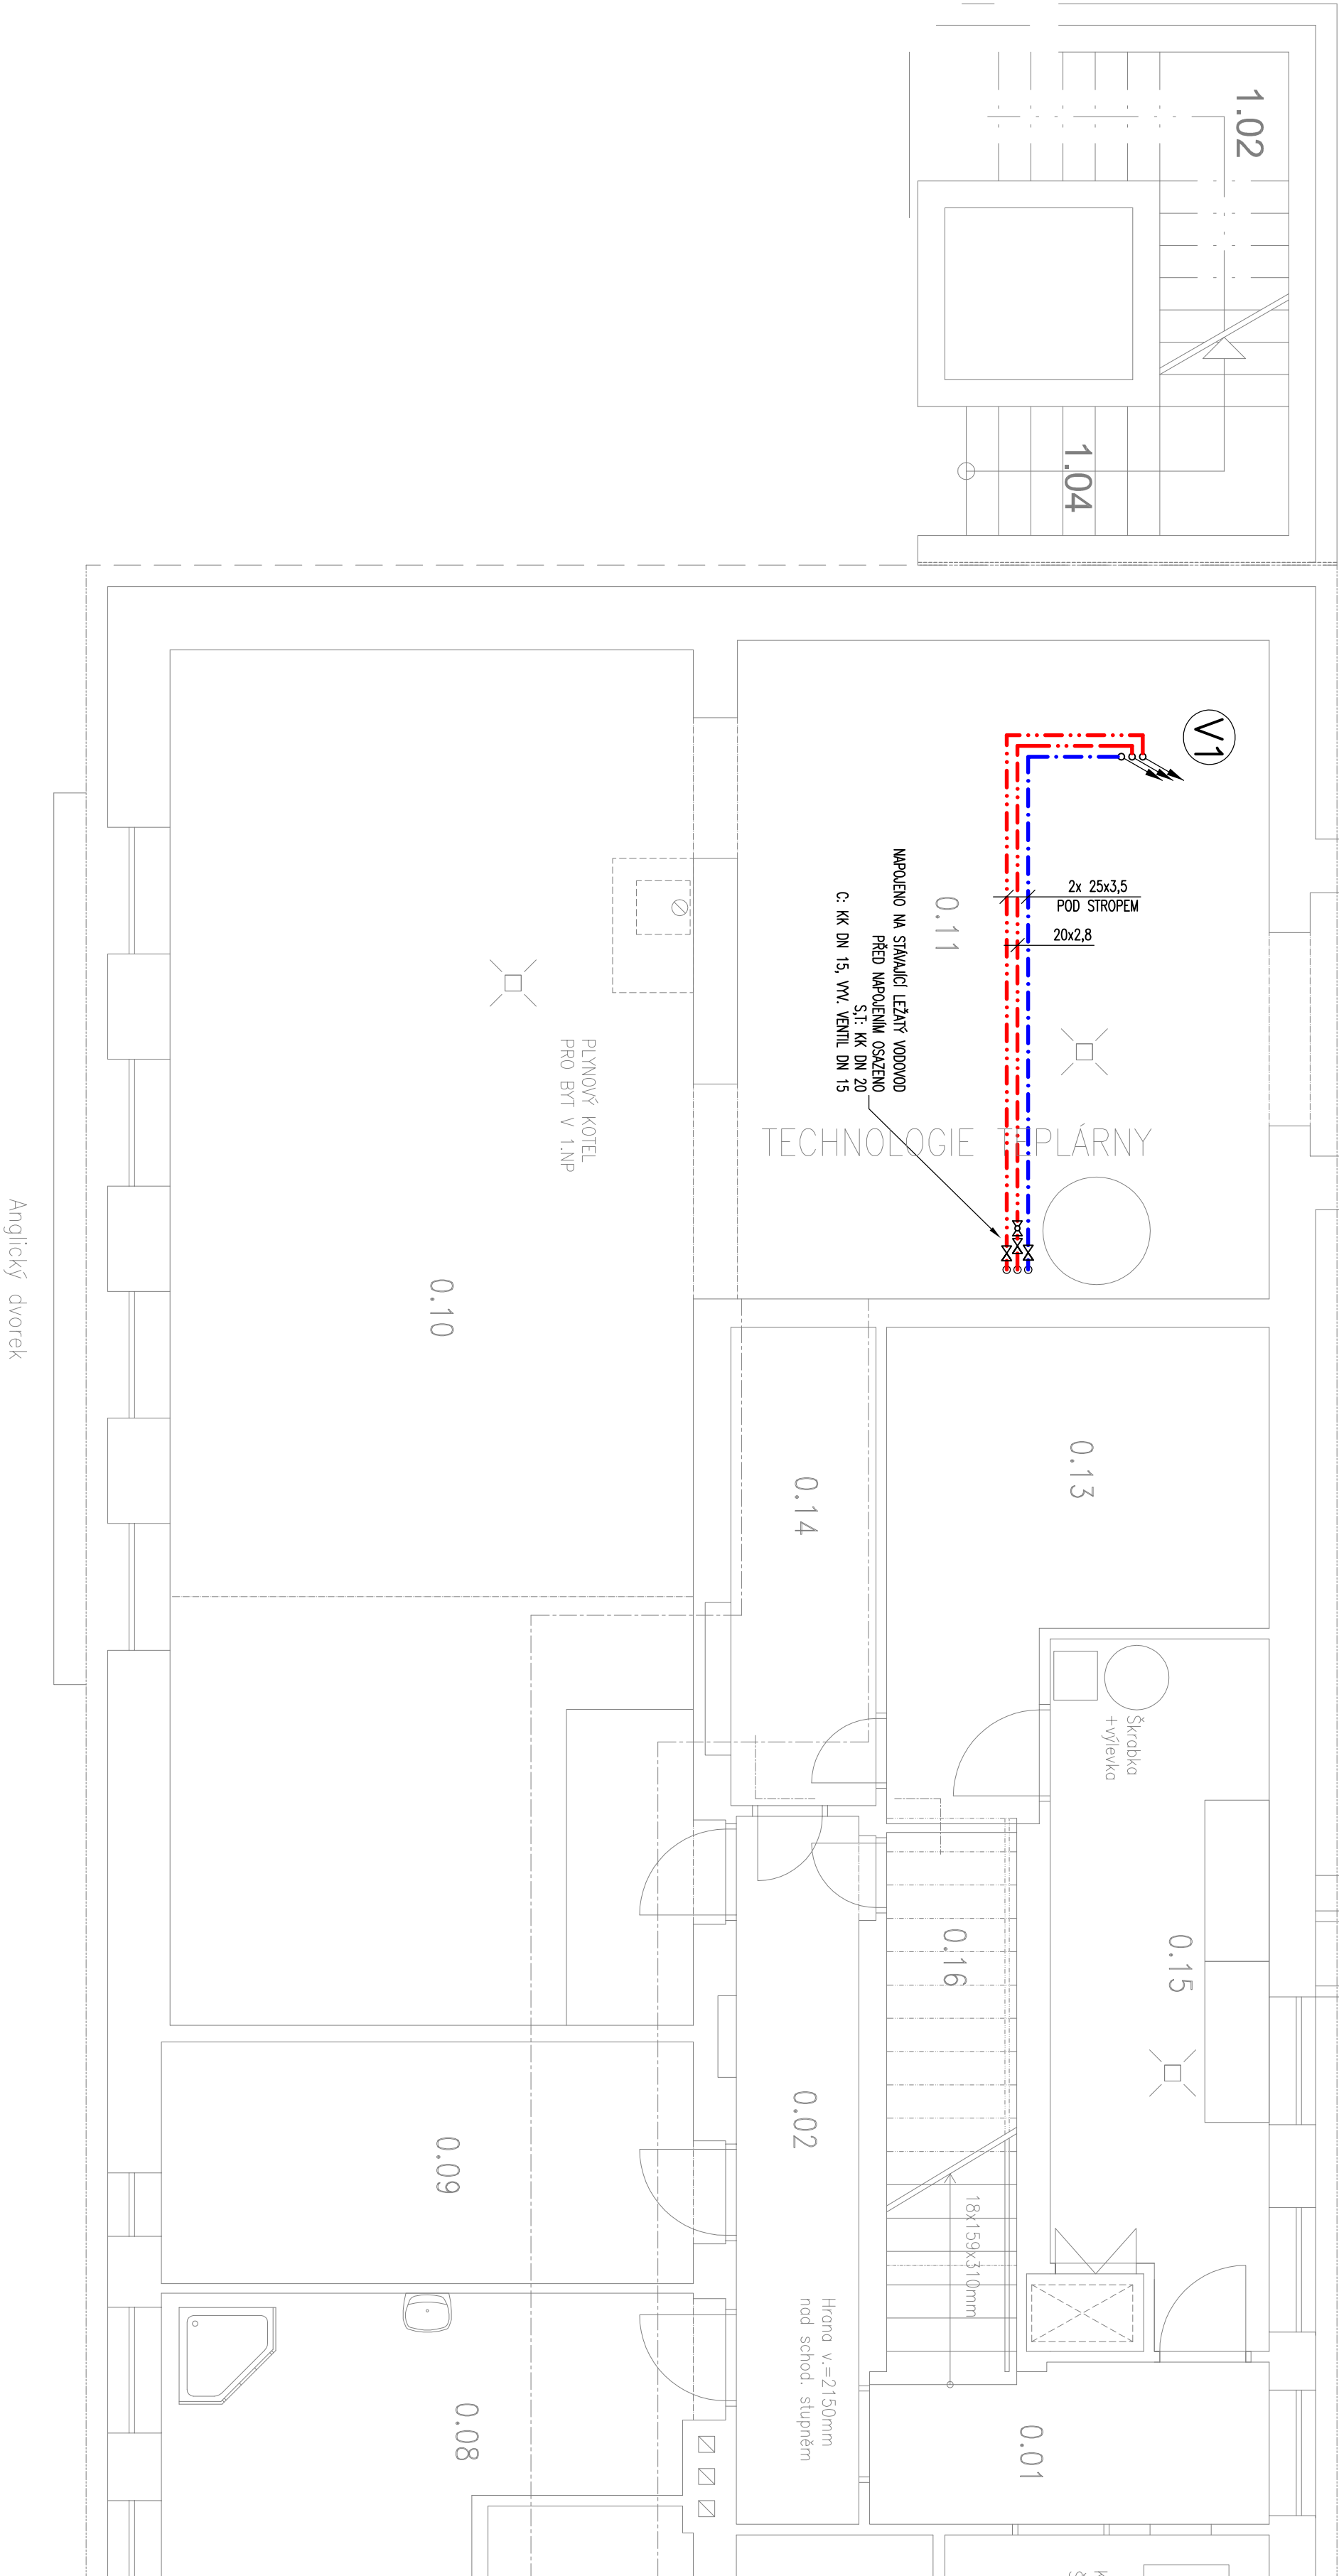 1.02
1.04
V1
2x 25x3,5
POD STROPEM
20x2,8
0.11
NAPOJENO NA STÁVAJÍCÍ LEŽATÝ VODOVOD
PŘED NAPOJENÍM OSAZENO
S,T: KK DN 20
C: KK DN 15, VYV. VENTIL DN 15
TECHNOLOGIE TEPLÁRNY
PLYNOVÝ KOTEL
PRO BYT V 1.NP
0.10
Anglický dvorek
0.13
0.14
Škrabka
+výlevka
0.15
0.16
0.02
18x159x310mm
0.09
Hrana v.=2150mm
nad schod. stupněm
0.08
0.01